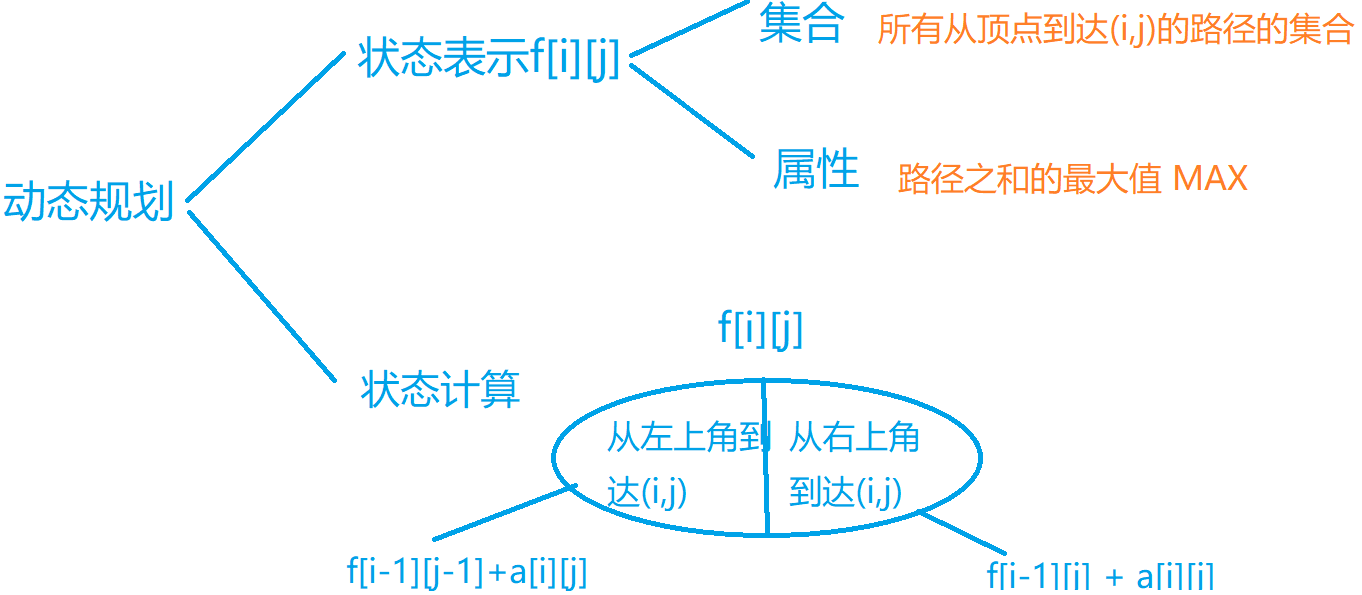 集合 所有从顶点到达(i,j)的路径的集合
状态表示f[i][j]
属性 路径之和的最大值 MAX
动态规划
f[i][j]
状态计算
从左上角到
达(i,j)
从右上角
到达(i,j)
f[i-1][j-1]+a[i][j]
f[i-1][j] + a[i][j]